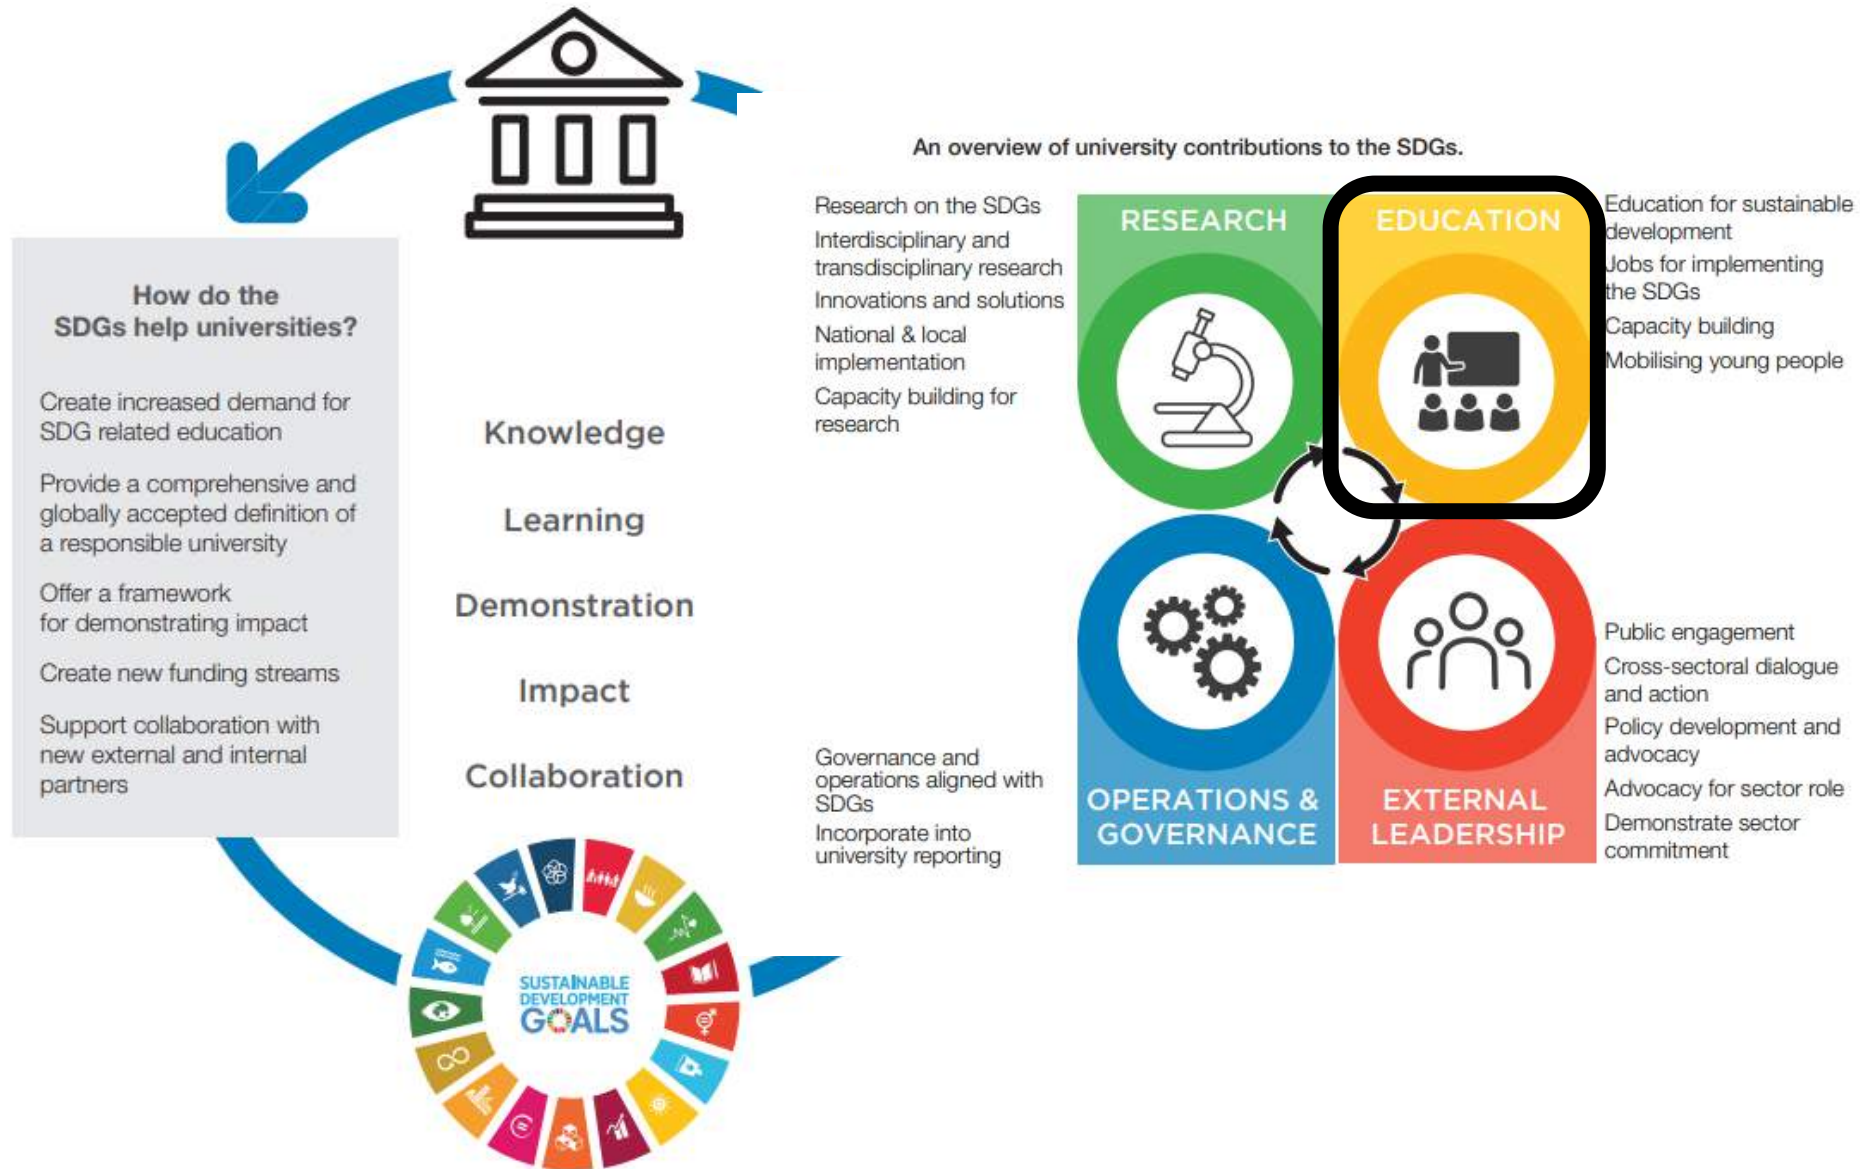 How do the
SDGs help universities?
Create increased demand for
SDG related education
Provide a comprehensive and
globally accepted definition of
a responsible university
Offer a framework
for demonstrating impact
Create new funding streams
Support collaboration with
new external and internal
partners
Knowledge
Learning
Demonstration
Impact
Collaboration
SUSTAINABLE
DEVELOPMENT
GOALS
An overview of university contributions to the SDGs.
Research on the SDGs
Interdisciplinary and
transdisciplinary research
Innovations and solutions
National & local
implementation
Capacity building for
research
RESEARCH
EDUCATION
Education for sustainable
development
Jobs for implementing
the SDGs
Capacity building
Mobilising young people
Governance and
operations aligned with
SDGs
Incorporate into
university reporting
OPERATIONS &
GOVERNANCE
EXTERNAL
LEADERSHIP
Public engagement
Cross-sectoral dialogue
and action
Policy development and
advocacy
Advocacy for sector role
Demonstrate sector
commitment